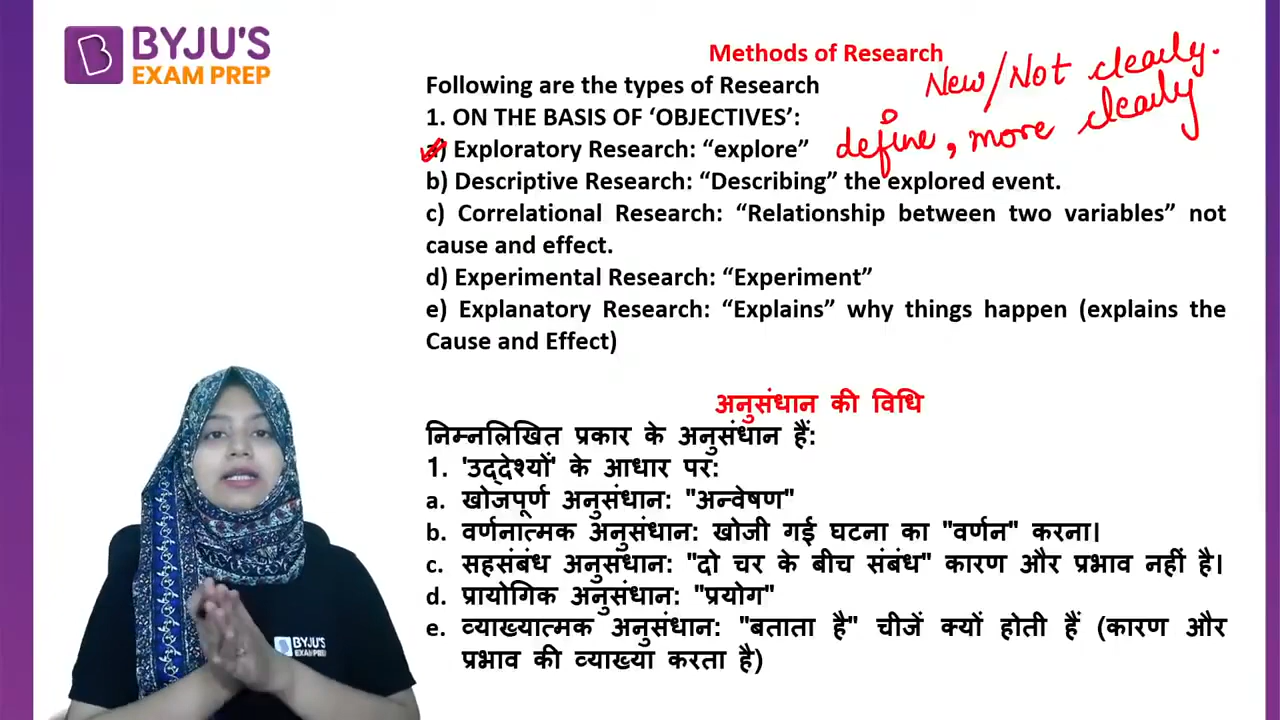 BYJU'S
EXAM PREP
Methods of Research
New/Not clearly.
Following are the types of Research
1. ON THE BASIS OF ‘OBJECTIVES’:
define, more clearly
a) Exploratory Research: “explore”
b) Descriptive Research: “Describing” the explored event.
c) Correlational Research: “Relationship between two variables” not
cause and effect.
d) Experimental Research: “Experiment”
e) Explanatory Research: “Explains” why things happen (explains the
Cause and Effect)
अनुसंधान की विधि
निम्नलिखित प्रकार के अनुसंधान हैं:
1. 'उद्देश्यों' के आधार पर:
a. खोजपूर्ण अनुसंधान: "अन्वेषण"
b. वर्णनात्मक अनुसंधान: खोजी गई घटना का "वर्णन" करना।
c. सहसंबंध अनुसंधान: "दो चर के बीच संबंध" कारण और प्रभाव नहीं है।
d. प्रायोगिक अनुसंधान: "प्रयोग"
e. व्याख्यात्मक अनुसंधान: "बताता है" चीजें क्यों होती हैं (कारण और
प्रभाव की व्याख्या करता है)
BYJU'S
EXAM PREP